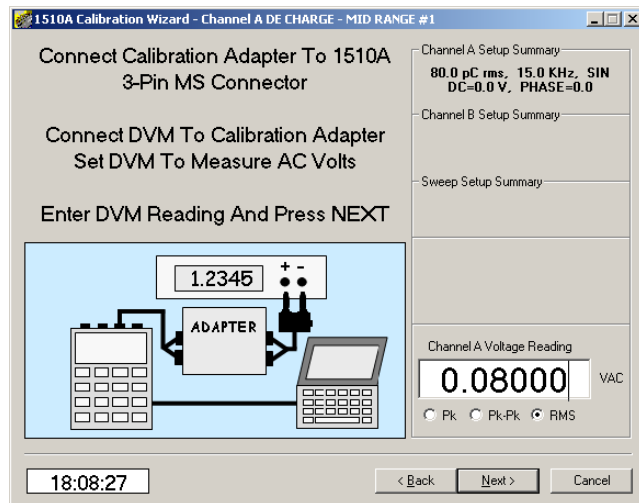 1510A Calibration Wizard - Channel A DE CHARGE - MID RANGE #1
Connect Calibration Adapter To 1510A
3-Pin MS Connector
Connect DVM To Calibration Adapter
Set DVM To Measure AC Volts
Enter DVM Reading And Press NEXT
1.2345
+ -
ADAPTER
Channel A Setup Summary
80.0 pC rms, 15.0 KHz, SIN
DC=0.0 V, PHASE=0.0
Channel B Setup Summary
Sweep Setup Summary
Channel A Voltage Reading
0.08000 VAC
Pk Pk-Pk RMS
18:08:27
< Back Next > Cancel